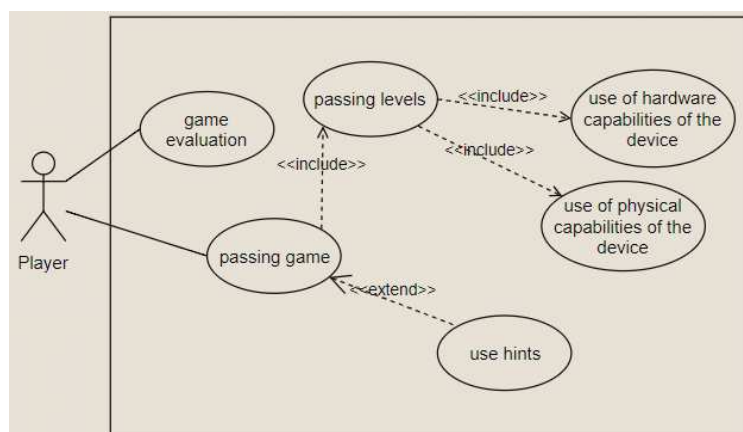 passing levels
<<include>>
use of hardware
capabilities of the
device
game
evaluation
<<include>>
<<include>>
use of physical
capabilities of the
device
Player
passing game
<<extend>>
use hints